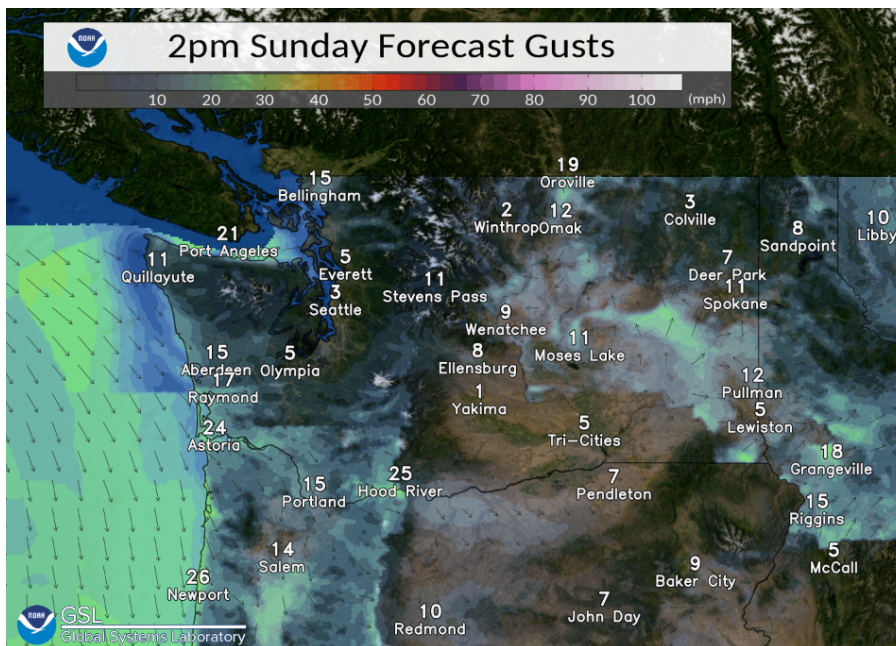 NOAA
2pm Sunday Forecast Gusts
10 20 30 40 50 60 70 80 90 100 (mph)
19
Oroville
15
Bellingham
2
Winthrop
12
Omak
3
Colville
8
Sandpoint
10
Libby
21
Port Angeles
11
Quillayute
5
Everett
3
Seattle
11
Stevens Pass
7
Deer Park
11
Spokane
9
Wenatchee
11
Moses Lake
15
Aberdeen
5
Olympia
8
Ellensburg
17
Raymond
1
Yakima
12
Pullman
5
Lewiston
5
Tri-Cities
24
Astoria
18
Grangeville
15
Portland
25
Hood River
7
Pendleton
15
Riggins
14
Salem
5
McCall
9
Baker City
26
Newport
10
Redmond
7
John Day
NOAA
GSL
Global Systems Laboratory